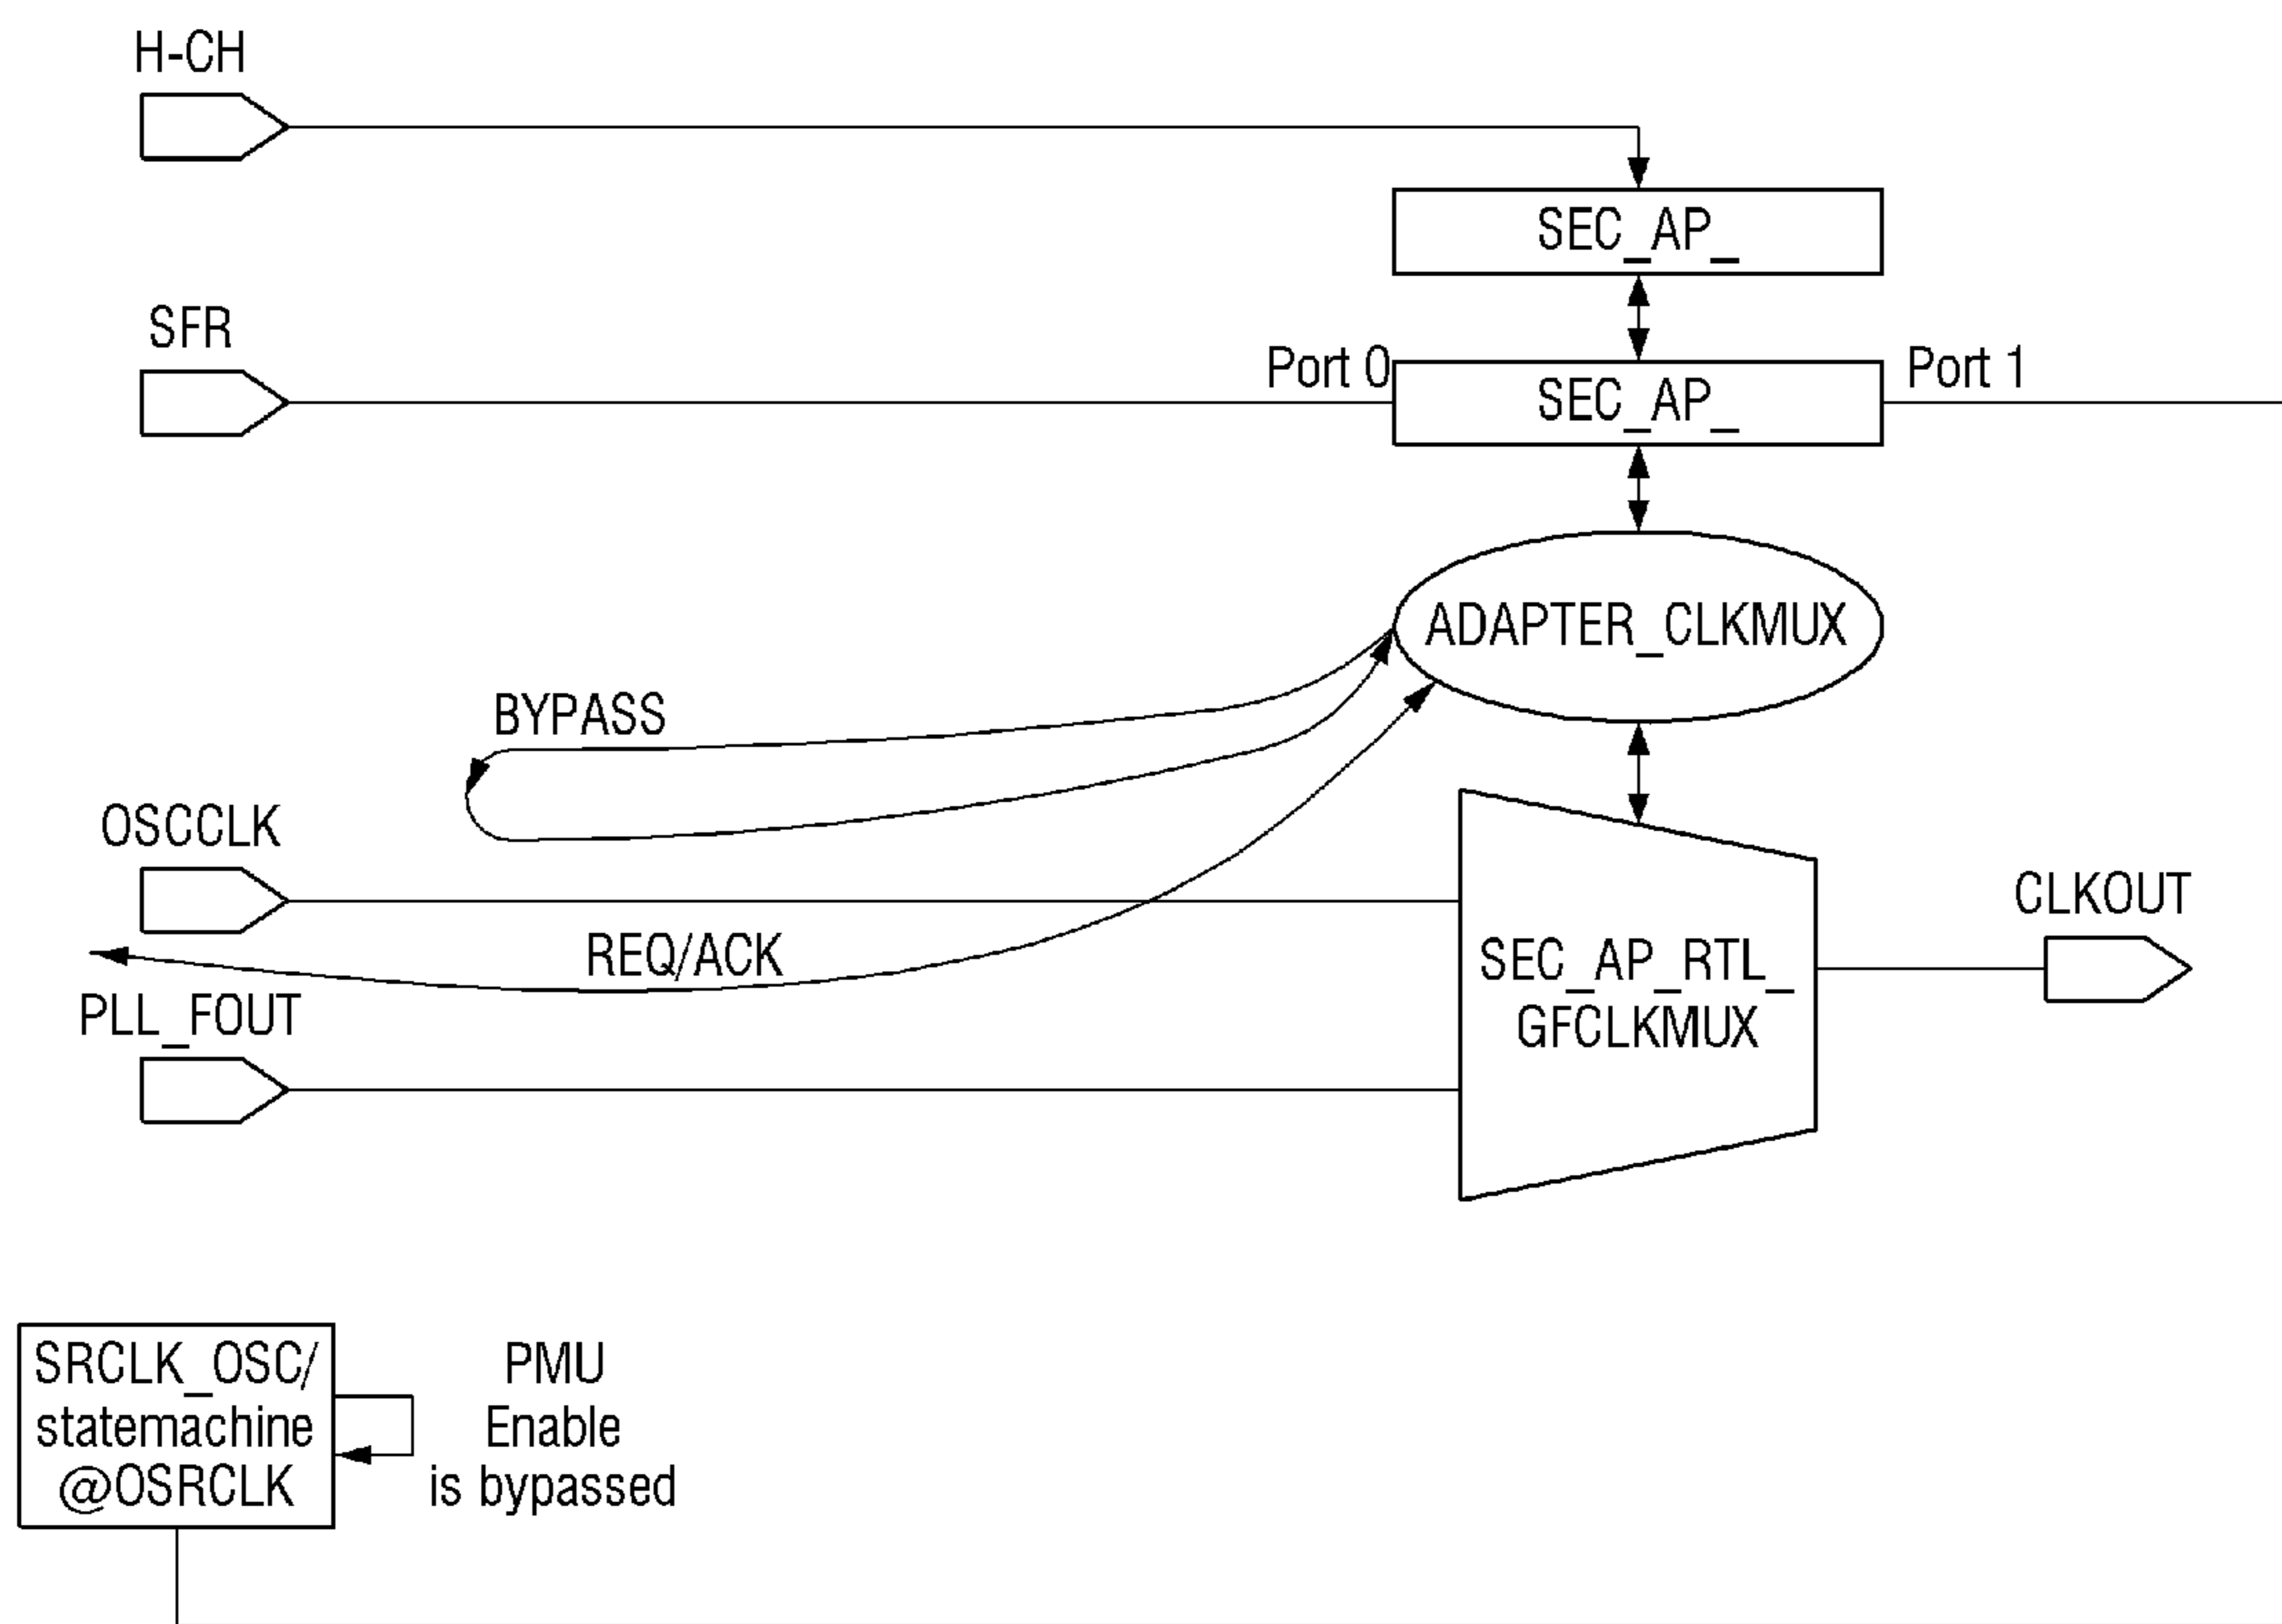 H-CH
SEC_AP_
SFR
Port 0
SEC_AP_
Port 1
ADAPTER_CLKMUX
BYPASS
OSCCLK
CLKOUT
REQ/ACK
SEC_AP_RTL_
GFCLKMUX
PLL_FOUT
SRCLK_OSC/
statemachine
@OSRCLK
PMU
Enable
is bypassed